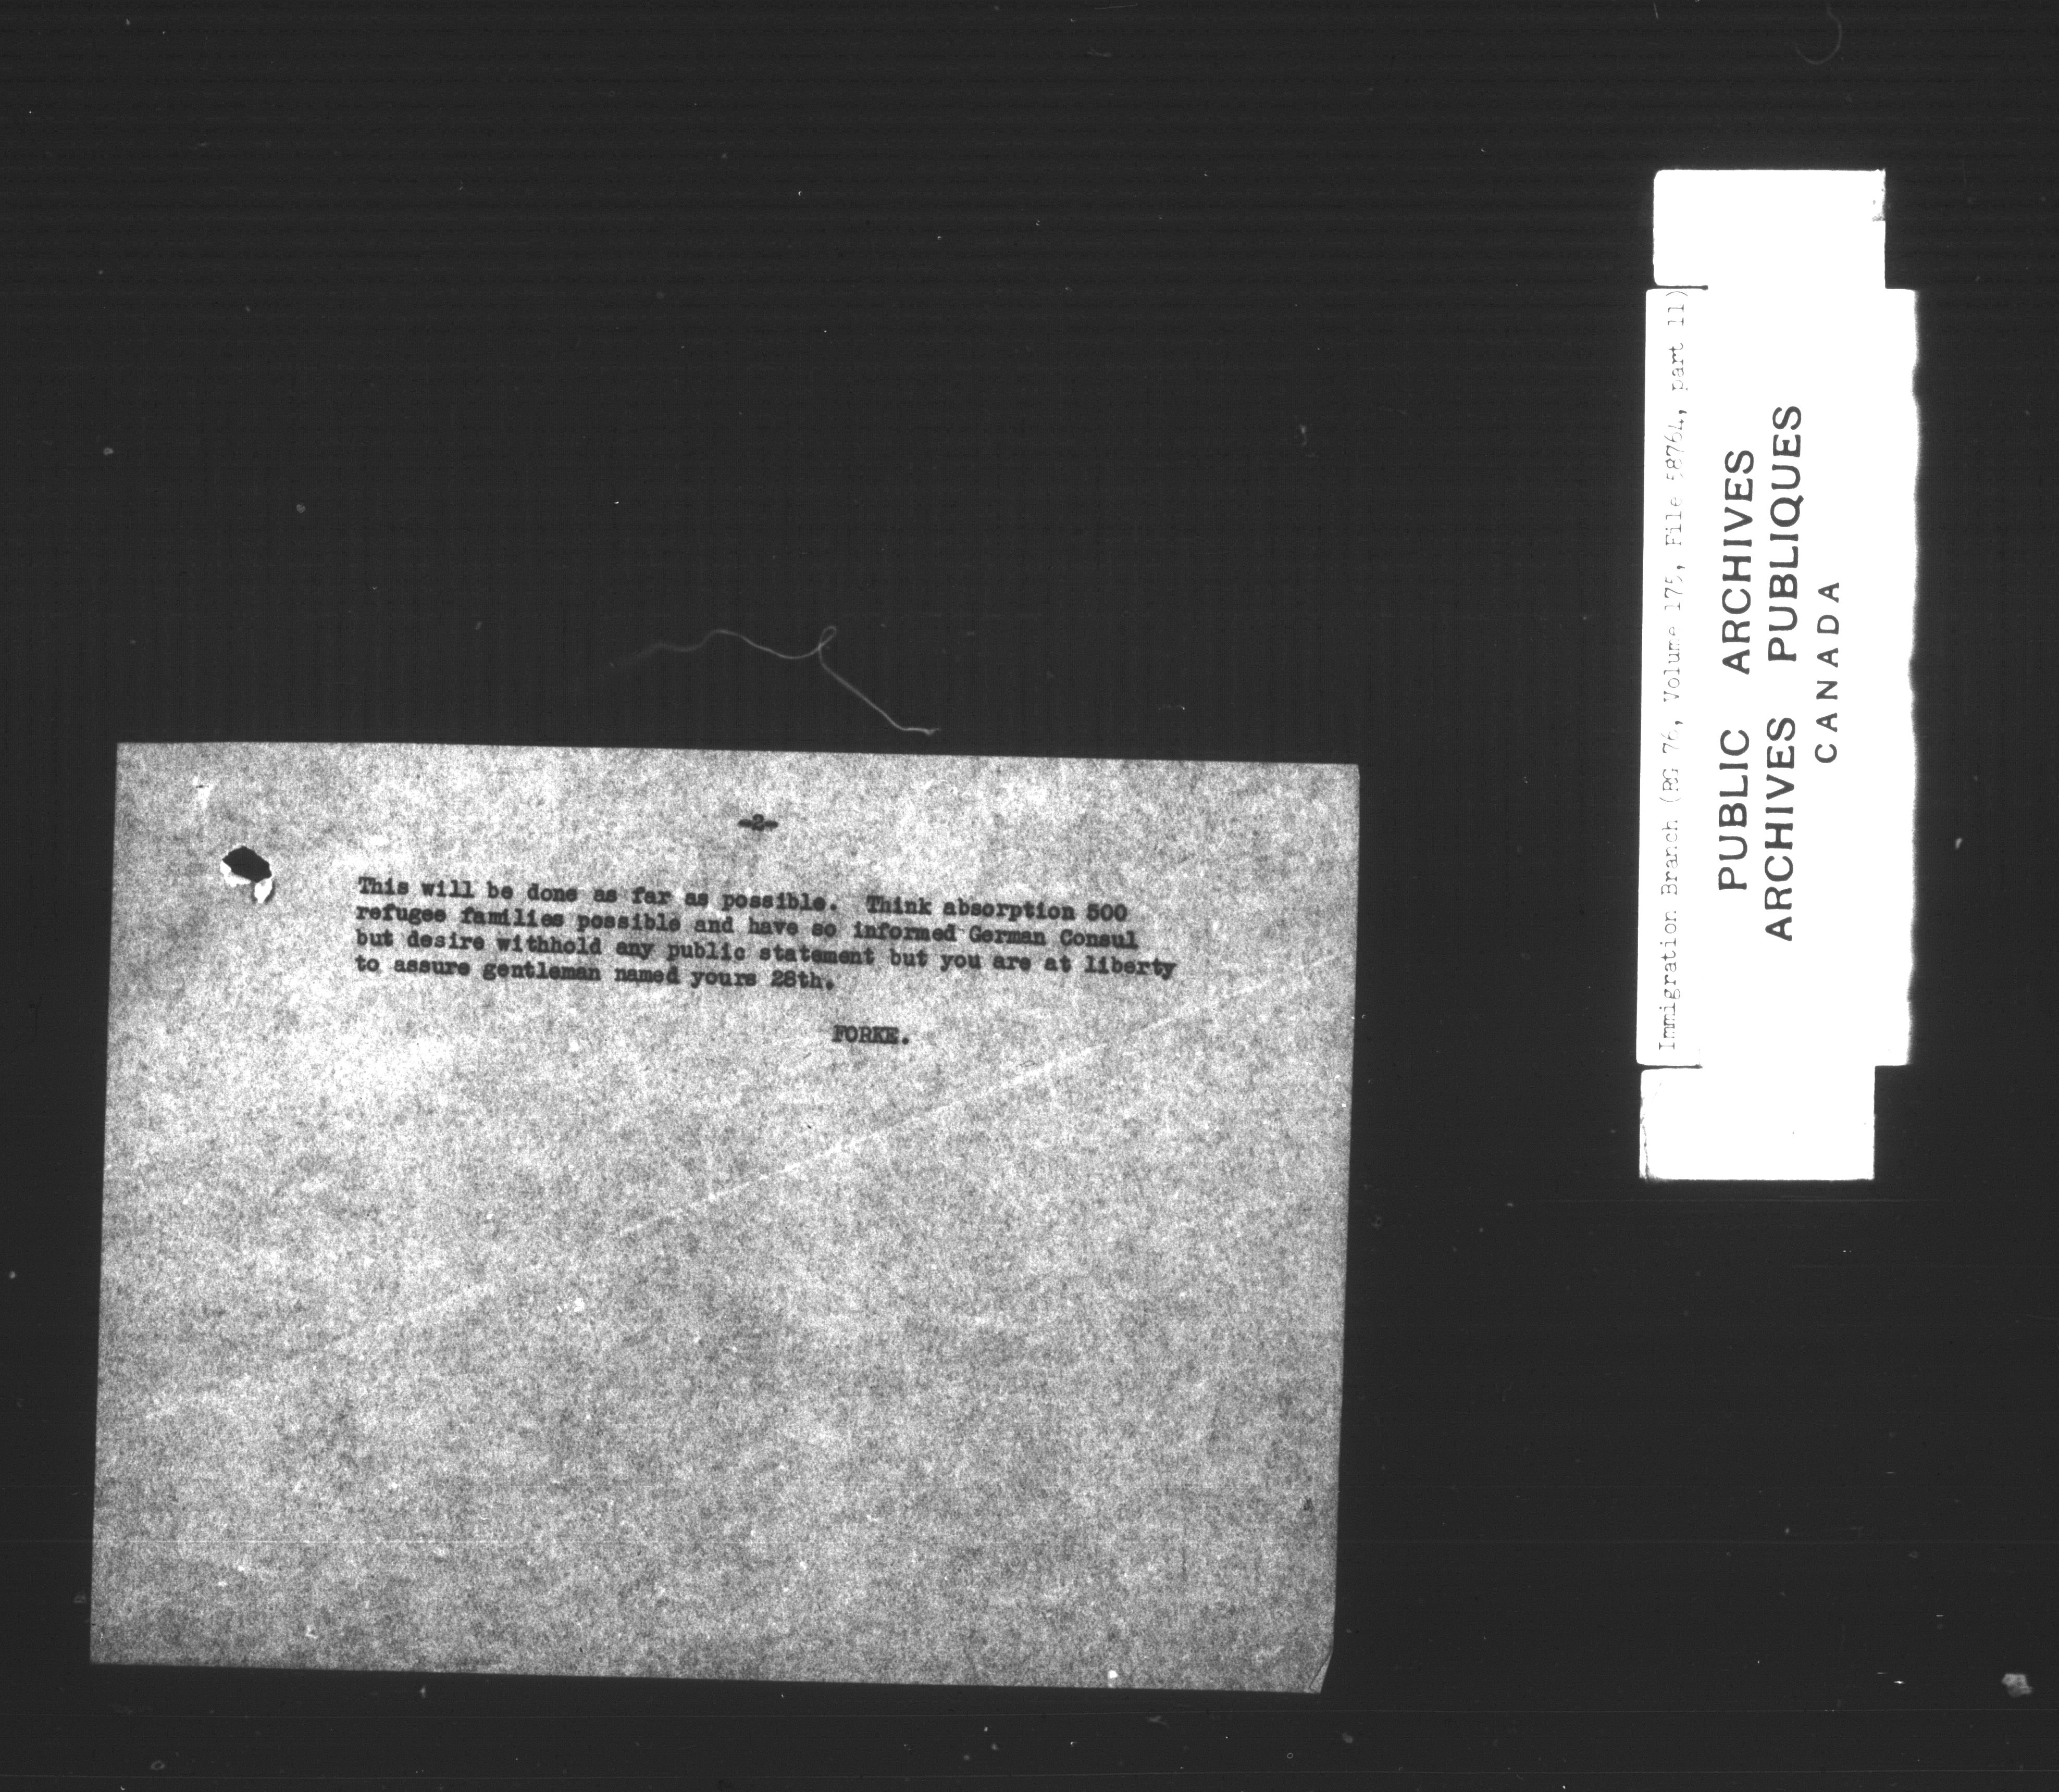 -2-
This will be done as far as possible. Think absorption 500
refugee families possible and have so informed German Consul
but desire withhold any public statement but you are at liberty
to assure gentleman named yours 28th.
FORKE.
Immigration Branch (RG 76, Volume 175, File 58764, part 11)
PUBLIC ARCHIVES
ARCHIVES PUBLIQUES
CANADA